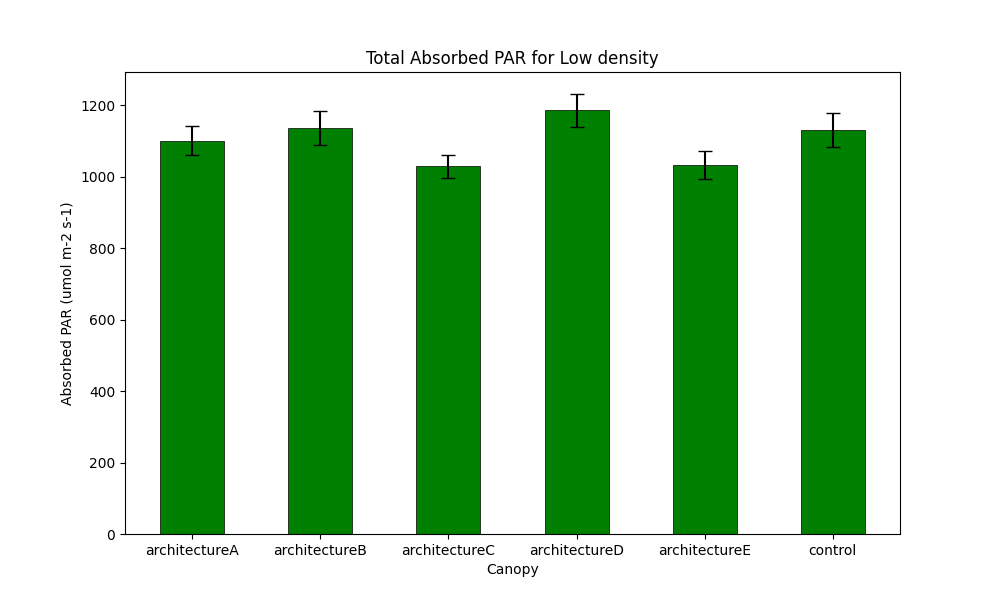 Total Absorbed PAR for Low density
1200
1000
800
600
400
200
0
Absorbed PAR (umol m-2 s-1)
architectureA architectureB architectureC architectureD architectureE control
Canopy